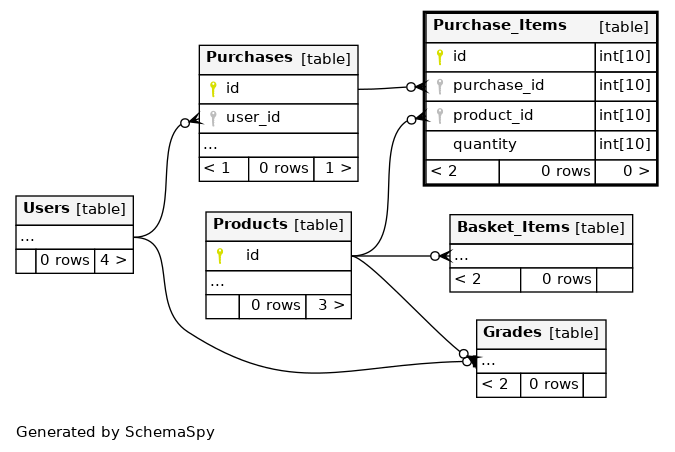 Purchase_Items [table]
id int[10]
purchase_id int[10]
product_id int[10]
quantity int[10]
< 2 0 rows 0 >
Purchases [table]
id
user_id
...
< 1 0 rows 1 >
Users [table]
...
0 rows 4 >
Products [table]
id
...
0 rows 3 >
Basket_Items [table]
...
< 2 0 rows
Grades [table]
...
< 2 0 rows
Generated by SchemaSpy